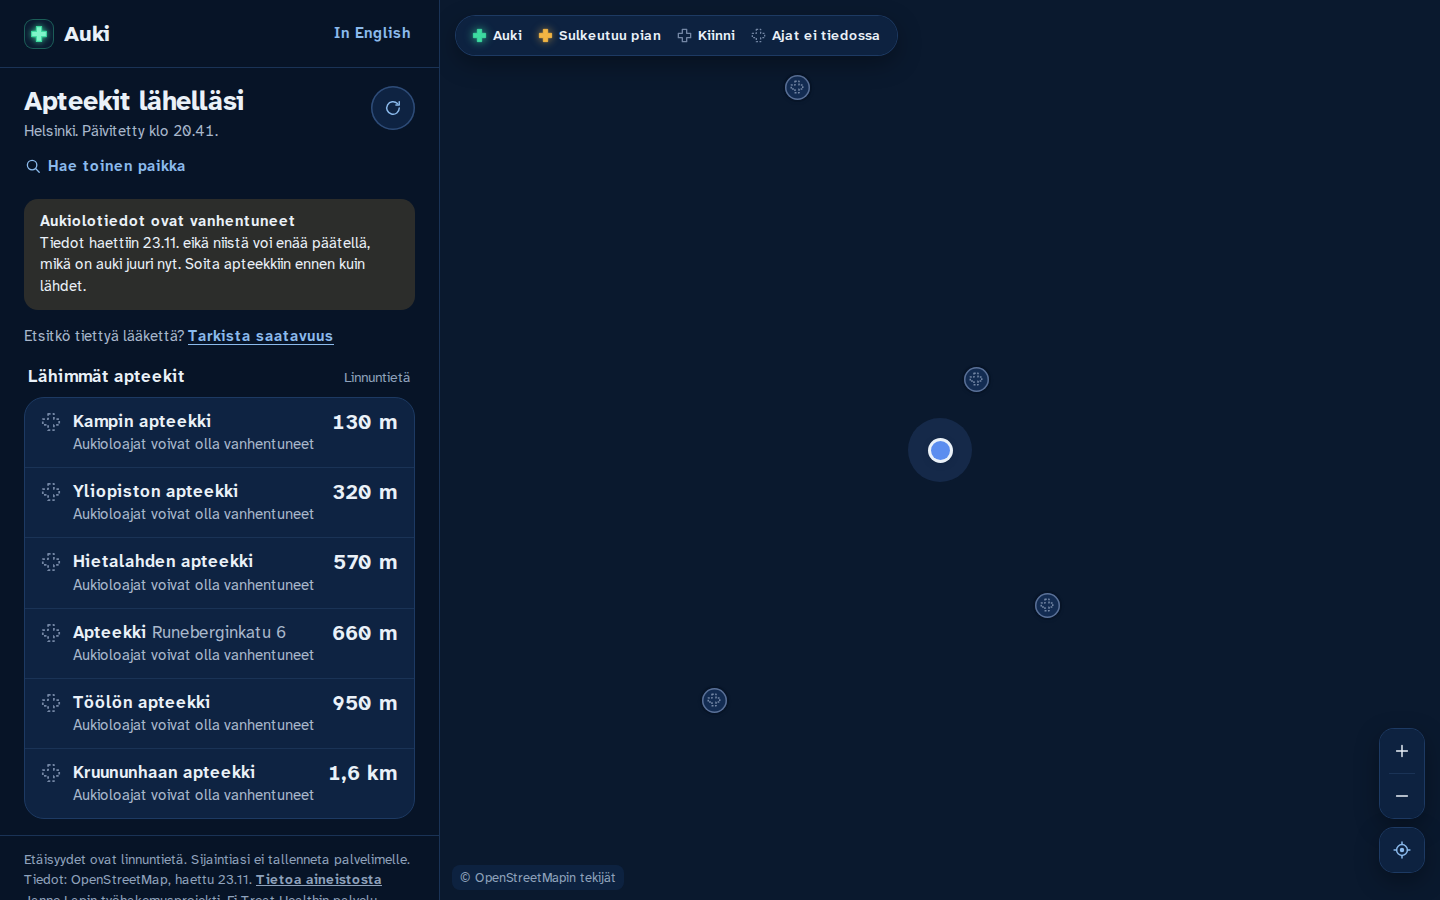 Auki
In English
Apteekit lähelläsi
Helsinki. Päivitetty klo 20.41.
Hae toinen paikka
Aukiolotiedot ovat vanhentuneet
Tiedot haettiin 23.11. eikä niistä voi enää päätellä,
mikä on auki juuri nyt. Soita apteekkiin ennen kuin
lähdet.
Etsitkö tiettyä lääkettä? Tarkista saatavuus
Lähimmät apteekit
Linnuntietä
Kampin apteekki 130 m
Aukioloajat voivat olla vanhentuneet
Yliopiston apteekki 320 m
Aukioloajat voivat olla vanhentuneet
Hietalahden apteekki 570 m
Aukioloajat voivat olla vanhentuneet
Apteekki Runeberginkatu 6 660 m
Aukioloajat voivat olla vanhentuneet
Töölön apteekki 950 m
Aukioloajat voivat olla vanhentuneet
Kruununhaan apteekki 1,6 km
Aukioloajat voivat olla vanhentuneet
Etäisyydet ovat linnuntietä. Sijaintiasi ei tallenneta palvelimelle.
Tiedot: OpenStreetMap, haettu 23.11. Tietoa aineistosta
Auki Sulkeutuu pian Kiinni Ajat ei tiedossa
© OpenStreetMapin tekijät